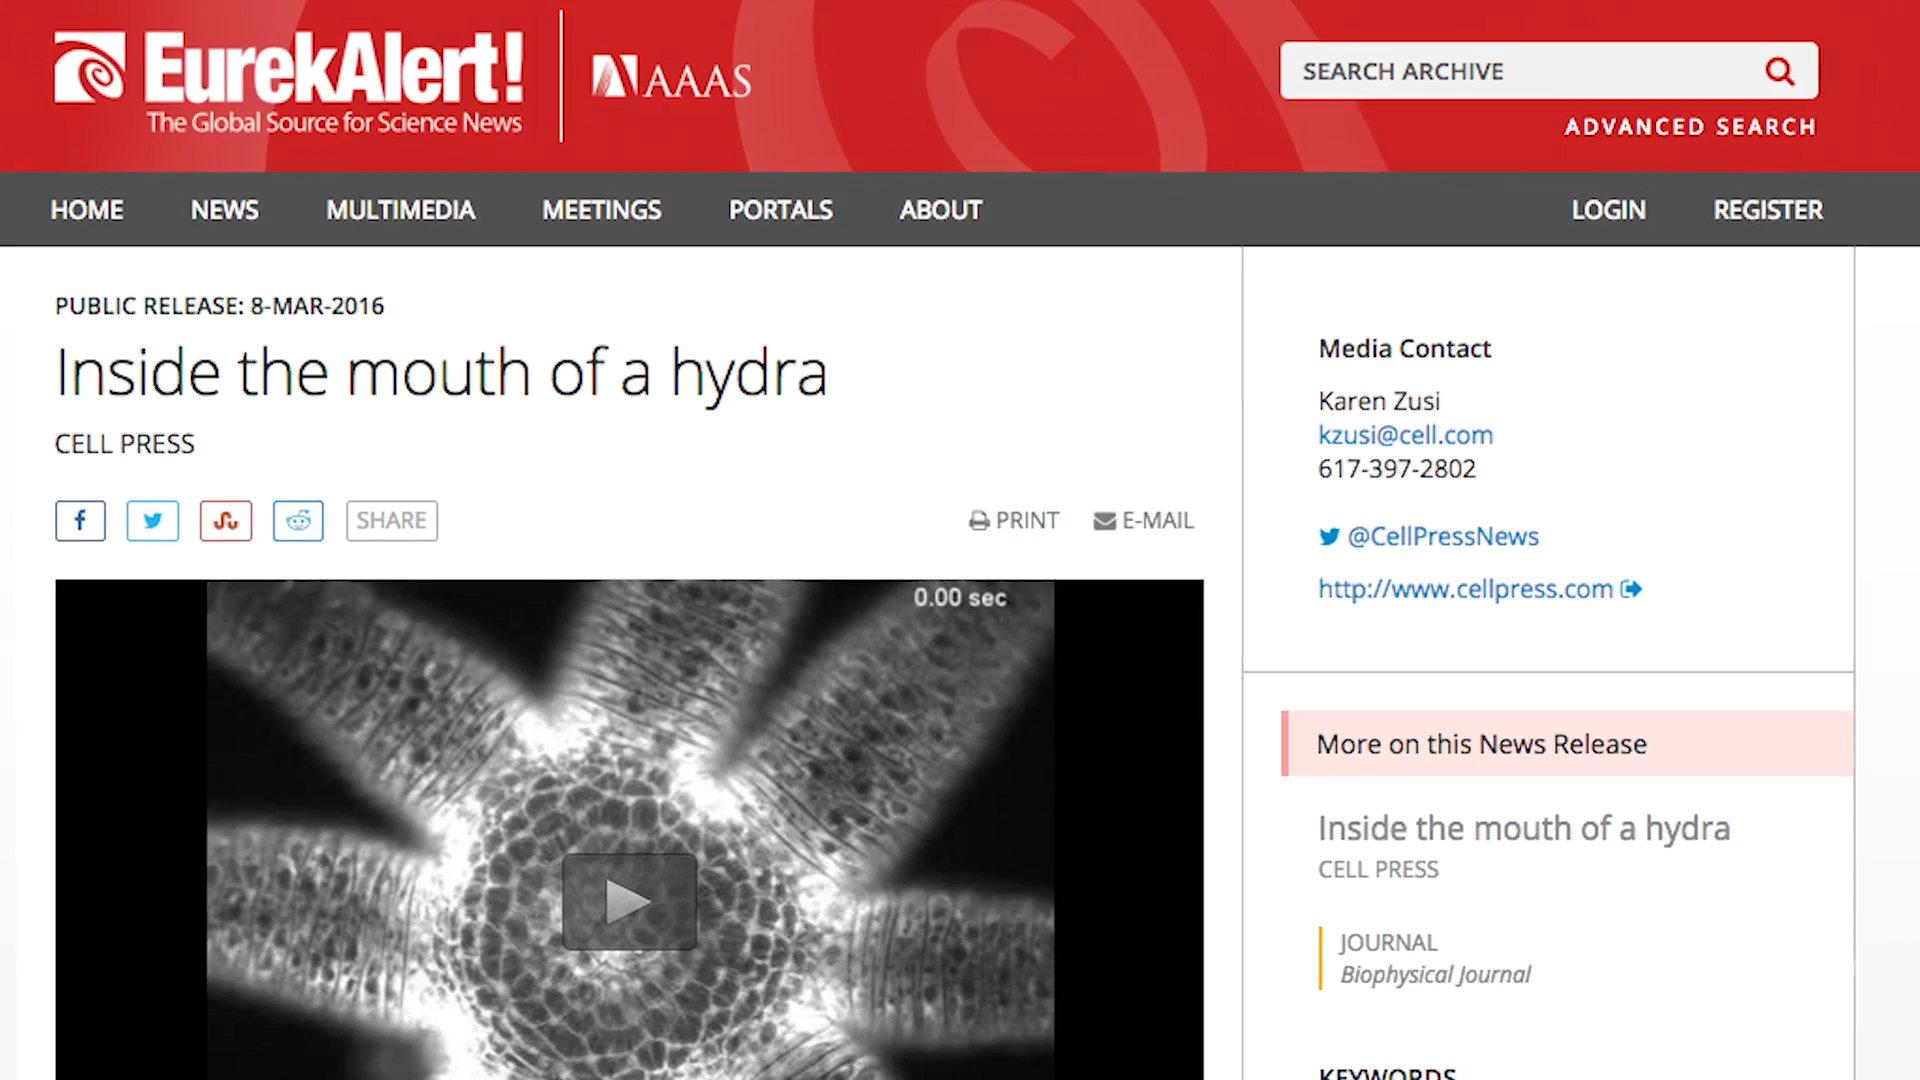 EurekAlert!
The Global Source for Science News
AAAS
SEARCH ARCHIVE
ADVANCED SEARCH
HOME NEWS MULTIMEDIA MEETINGS PORTALS ABOUT LOGIN REGISTER
PUBLIC RELEASE: 8-MAR-2016
Inside the mouth of a hydra
CELL PRESS
SHARE
PRINT
E-MAIL
0.00 sec
Media Contact
Karen Zusi
kzusi@cell.com
617-397-2802
@CellPressNews
http://www.cellpress.com
More on this News Release
Inside the mouth of a hydra
CELL PRESS
JOURNAL
Biophysical Journal
KEYWORDS